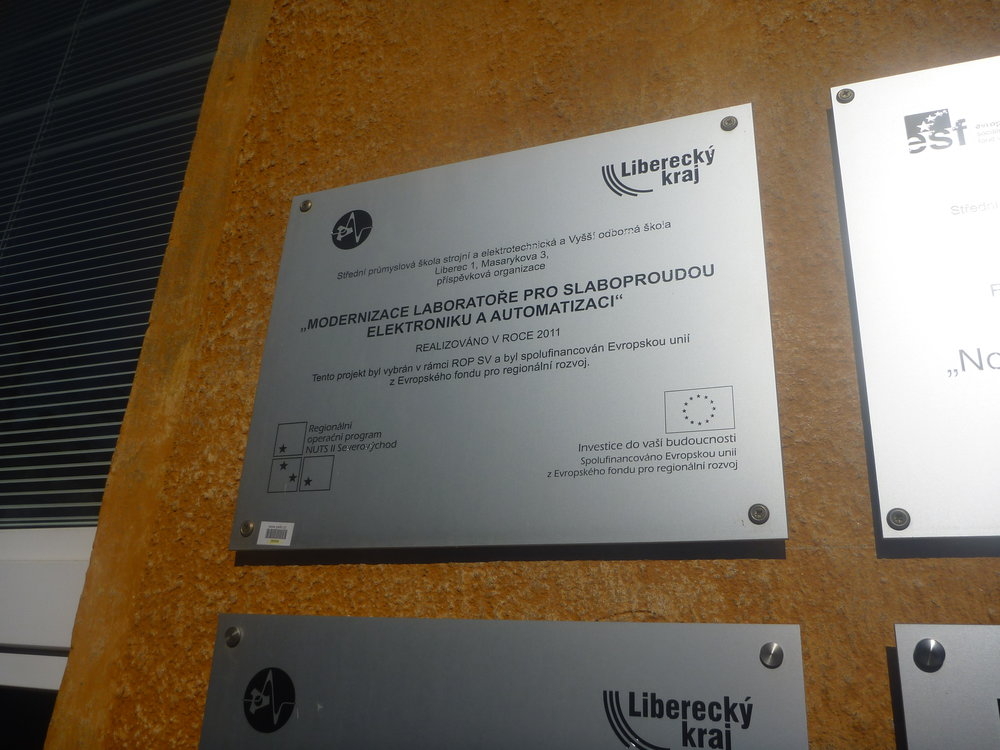 Liberecký
kraj
Střední průmyslová škola strojní a elektrotechnická a Vyšší odborná škola
Liberec 1, Masarykova 3,
příspěvková organizace
„MODERNIZACE LABORATOŘE PRO SLABOPROUDOU
ELEKTRONIKU A AUTOMATIZACI“
REALIZOVÁNO V ROCE 2011
Tento projekt byl vybrán v rámci ROP SV a byl spolufinancován Evropskou unií
z Evropského fondu pro regionální rozvoj.
Regionální
operační program
NUTS II Severovýchod
Investice do vaší budoucnosti
Spolufinancováno Evropskou unií
z Evropského fondu pro regionální rozvoj
esf
Středn
„No
Liberecký
kraj